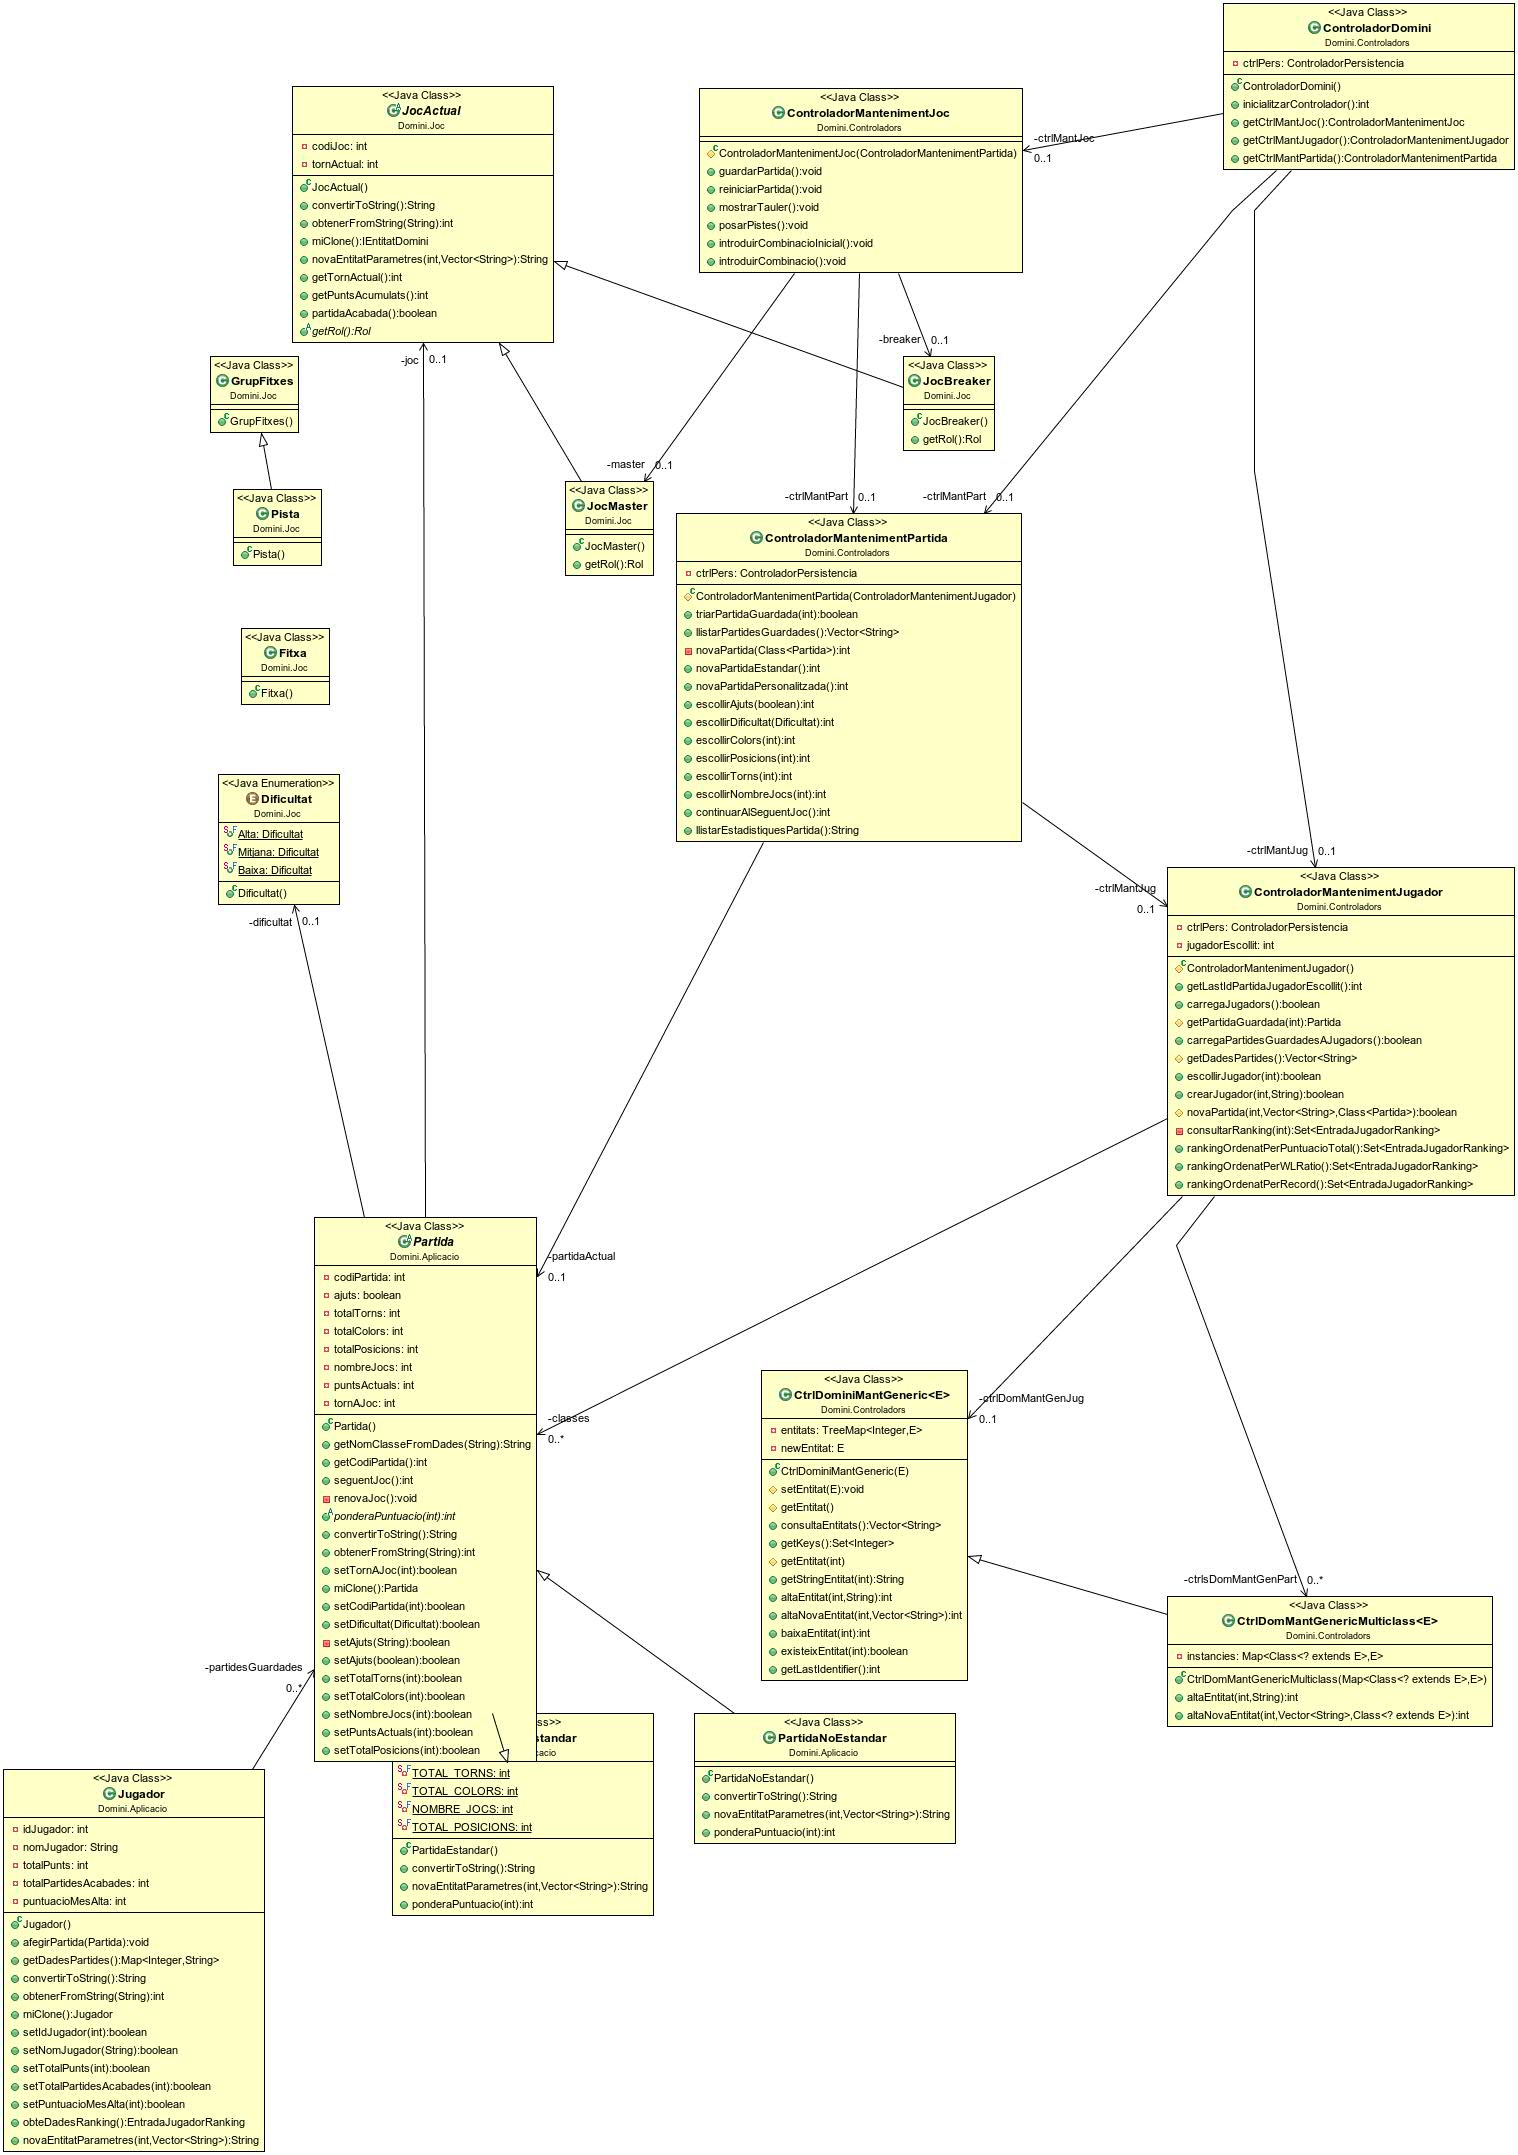 <<Java Class>>
ControladorDomini
Domini.Controladors
ctrlPers: ControladorPersistencia
ControladorDomini()
inicialitzarControlador():int
getCtrlMantJoc():ControladorMantenimentJoc
getCtrlMantJugador():ControladorMantenimentJugador
getCtrlMantPartida():ControladorMantenimentPartida
<<Java Class>>
JocActual
Domini.Joc
codiJoc: int
tornActual: int
JocActual()
convertirToString():String
obtenerFromString(String):int
miClone():IEntitatDomini
novaEntitatParametres(int,Vector<String>):String
getTornActual():int
getPuntsAcumulats():int
partidaAcabada():boolean
getRol():Rol
<<Java Class>>
ControladorMantenimentJoc
Domini.Controladors
ControladorMantenimentJoc(ControladorMantenimentPartida)
guardarPartida():void
reiniciarPartida():void
mostrarTauler():void
posarPistes():void
introduirCombinacioInicial():void
introduirCombinacio():void
-ctrlMantJoc
0..1
-breaker 0..1
-joc 0..1
<<Java Class>>
GrupFitxes
Domini.Joc
GrupFitxes()
<<Java Class>>
JocBreaker
Domini.Joc
JocBreaker()
getRol():Rol
-master 0..1
<<Java Class>>
Pista
Domini.Joc
Pista()
<<Java Class>>
JocMaster
Domini.Joc
JocMaster()
getRol():Rol
-ctrlMantPart 0..1
-ctrlMantPart 0..1
<<Java Class>>
ControladorMantenimentPartida
Domini.Controladors
ctrlPers: ControladorPersistencia
ControladorMantenimentPartida(ControladorMantenimentJugador)
triarPartidaGuardada(int):boolean
llistarPartidesGuardades():Vector<String>
novaPartida(Class<Partida>):int
novaPartidaEstandar():int
novaPartidaPersonalitzada():int
escollirAjuts(boolean):int
escollirDificultat(Dificultat):int
escollirColors(int):int
escollirPosicions(int):int
escollirTorns(int):int
escollirNombreJocs(int):int
continuarAlSeguentJoc():int
llistarEstadistiquesPartida():String
<<Java Class>>
Fitxa
Domini.Joc
Fitxa()
<<Java Enumeration>>
Dificultat
Domini.Joc
Alta: Dificultat
Mitjana: Dificultat
Baixa: Dificultat
Dificultat()
-dificultat 0..1
-ctrlMantJug 0..1
-ctrlMantJug
0..1
<<Java Class>>
ControladorMantenimentJugador
Domini.Controladors
ctrlPers: ControladorPersistencia
jugadorEscollit: int
ControladorMantenimentJugador()
getLastIdPartidaJugadorEscollit():int
carregaJugadors():boolean
getPartidaGuardada(int):Partida
carregaPartidesGuardadesAJugadors():boolean
getDadesPartides():Vector<String>
escollirJugador(int):boolean
crearJugador(int,String):boolean
novaPartida(int,Vector<String>,Class<Partida>):boolean
consultarRanking(int):Set<EntradaJugadorRanking>
rankingOrdenatPerPuntuacioTotal():Set<EntradaJugadorRanking>
rankingOrdenatPerWLRatio():Set<EntradaJugadorRanking>
rankingOrdenatPerRecord():Set<EntradaJugadorRanking>
<<Java Class>>
Partida
Domini.Aplicacio
codiPartida: int
ajuts: boolean
totalTorns: int
totalColors: int
totalPosicions: int
nombreJocs: int
puntsActuals: int
tornAJoc: int
Partida()
getNomClasseFromDades(String):String
getCodiPartida():int
seguentJoc():int
renovaJoc():void
ponderaPuntuacio(int):int
convertirToString():String
obtenerFromString(String):int
setTornAJoc(int):boolean
miClone():Partida
setCodiPartida(int):boolean
setDificultat(Dificultat):boolean
setAjuts(String):boolean
setAjuts(boolean):boolean
setTotalTorns(int):boolean
setTotalColors(int):boolean
setNombreJocs(int):boolean
setPuntsActuals(int):boolean
setTotalPosicions(int):boolean
-partidaActual
0..1
-classes
0..*
<<Java Class>>
CtrlDominiMantGeneric<E>
Domini.Controladors
entitats: TreeMap<Integer,E>
newEntitat: E
CtrlDominiMantGeneric(E)
setEntitat(E):void
getEntitat()
consultaEntitats():Vector<String>
getKeys():Set<Integer>
getEntitat(int)
getStringEntitat(int):String
altaEntitat(int,String):int
altaNovaEntitat(int,Vector<String>):int
baixaEntitat(int):int
existeixEntitat(int):boolean
getLastIdentifier():int
-ctrlDomMantGenJug
0..1
-ctrlsDomMantGenPart 0..*
<<Java Class>>
CtrlDomMantGenericMulticlass<E>
Domini.Controladors
instancies: Map<Class<? extends E>,E>
CtrlDomMantGenericMulticlass(Map<Class<? extends E>,E>)
altaEntitat(int,String):int
altaNovaEntitat(int,Vector<String>,Class<? extends E>):int
-partidesGuardades
0..*
ss>>
standar
cacio
TOTAL_TORNS: int
TOTAL_COLORS: int
NOMBRE_JOCS: int
TOTAL_POSICIONS: int
PartidaEstandar()
convertirToString():String
novaEntitatParametres(int,Vector<String>):String
ponderaPuntuacio(int):int
<<Java Class>>
PartidaNoEstandar
Domini.Aplicacio
PartidaNoEstandar()
convertirToString():String
novaEntitatParametres(int,Vector<String>):String
ponderaPuntuacio(int):int
<<Java Class>>
Jugador
Domini.Aplicacio
idJugador: int
nomJugador: String
totalPunts: int
totalPartidesAcabades: int
puntuacioMesAlta: int
Jugador()
afegirPartida(Partida):void
getDadesPartides():Map<Integer,String>
convertirToString():String
obtenerFromString(String):int
miClone():Jugador
setIdJugador(int):boolean
setNomJugador(String):boolean
setTotalPunts(int):boolean
setTotalPartidesAcabades(int):boolean
setPuntuacioMesAlta(int):boolean
obteDadesRanking():EntradaJugadorRanking
novaEntitatParametres(int,Vector<String>):String